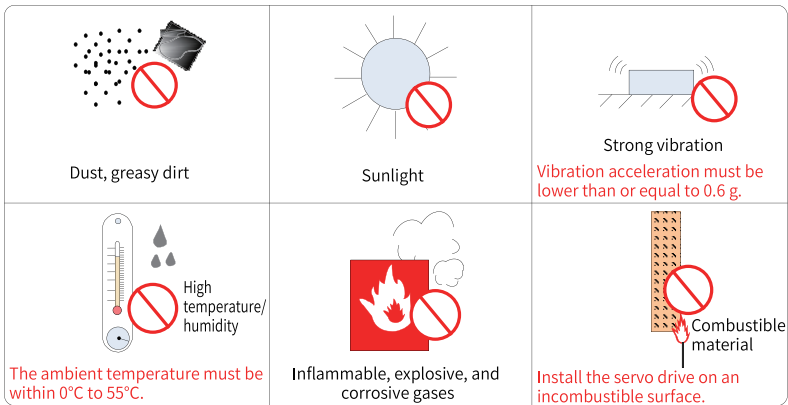 Dust, greasy dirt
Sunlight
Strong vibration
Vibration acceleration must be
lower than or equal to 0.6 g.
High
temperature/
humidity
The ambient temperature must be
within 0°C to 55°C.
Inflammable, explosive, and
corrosive gases
Combustible
material
Install the servo drive on an
incombustible surface.